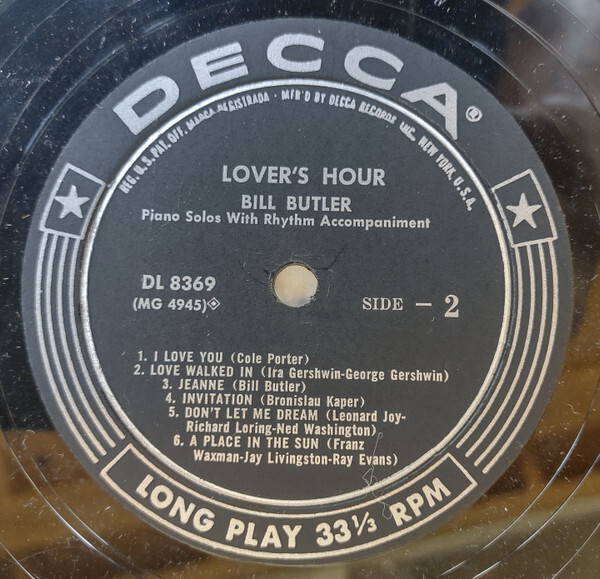 DECCA®
REG. U.S. PAT. OFF. MARCA REGISTRADA • MF'D BY DECCA RECORDS, INC., NEW YORK, U.S.A.
LOVER'S HOUR
BILL BUTLER
Piano Solos With Rhythm Accompaniment
DL 8369
(MG 4945)
SIDE - 2
1. I LOVE YOU (Cole Porter)
2. LOVE WALKED IN (Ira Gershwin-George Gershwin)
3. JEANNE (Bill Butler)
4. INVITATION (Bronislau Kaper)
5. DON'T LET ME DREAM (Leonard Joy-
Richard Loring-Ned Washington)
6. A PLACE IN THE SUN (Franz
Waxman-Jay Livingston-Ray Evans)
LONG PLAY 33⅓ RPM